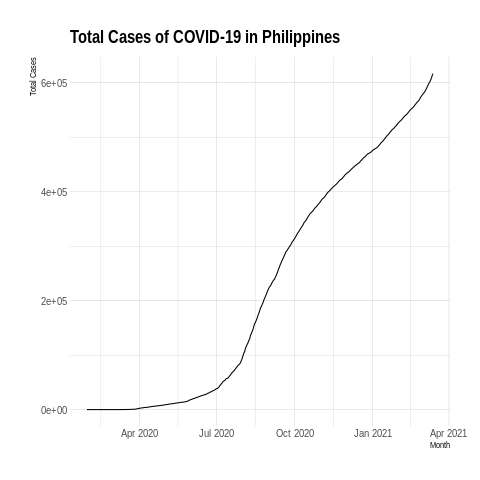 Total Cases of COVID-19 in Philippines
Total Cases
6e+05
4e+05
2e+05
0e+00
Apr 2020 Jul 2020 Oct 2020 Jan 2021 Apr 2021
Month